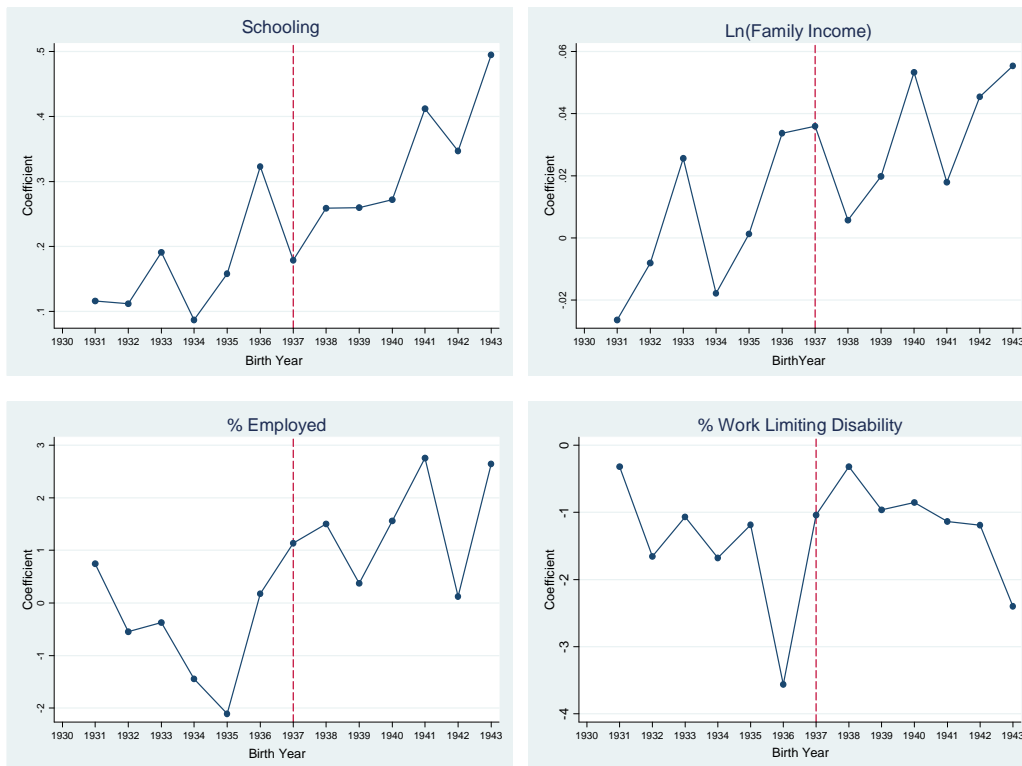 Schooling
.5
.4
.3
.2
.1
Coefficient
1930 1931 1932 1933 1934 1935 1936 1937 1938 1939 1940 1941 1942 1943
Birth Year
Ln(Family Income)
.06
.04
.02
0
-.02
Coefficient
1930 1931 1932 1933 1934 1935 1936 1937 1938 1939 1940 1941 1942 1943
BirthYear
% Employed
3
2
1
0
-1
-2
Coefficient
1930 1931 1932 1933 1934 1935 1936 1937 1938 1939 1940 1941 1942 1943
Birth Year
% Work Limiting Disability
0
-1
-2
-3
-4
Coefficient
1930 1931 1932 1933 1934 1935 1936 1937 1938 1939 1940 1941 1942 1943
Birth Year